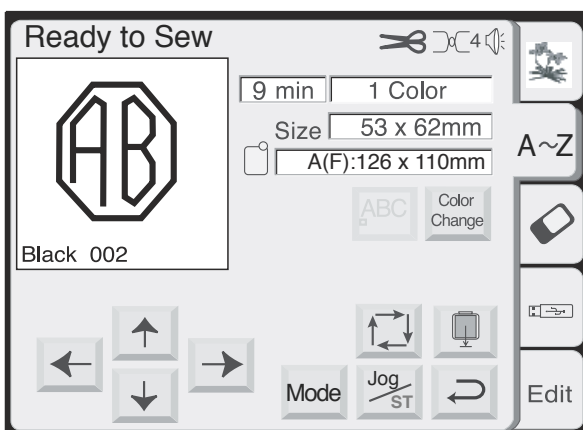 Ready to Sew
4
9 min
1 Color
Size
53 x 62mm
A(F):126 x 110mm
AB
Black 002
ABC
Color
Change
A~Z
Mode
Jog
ST
Edit